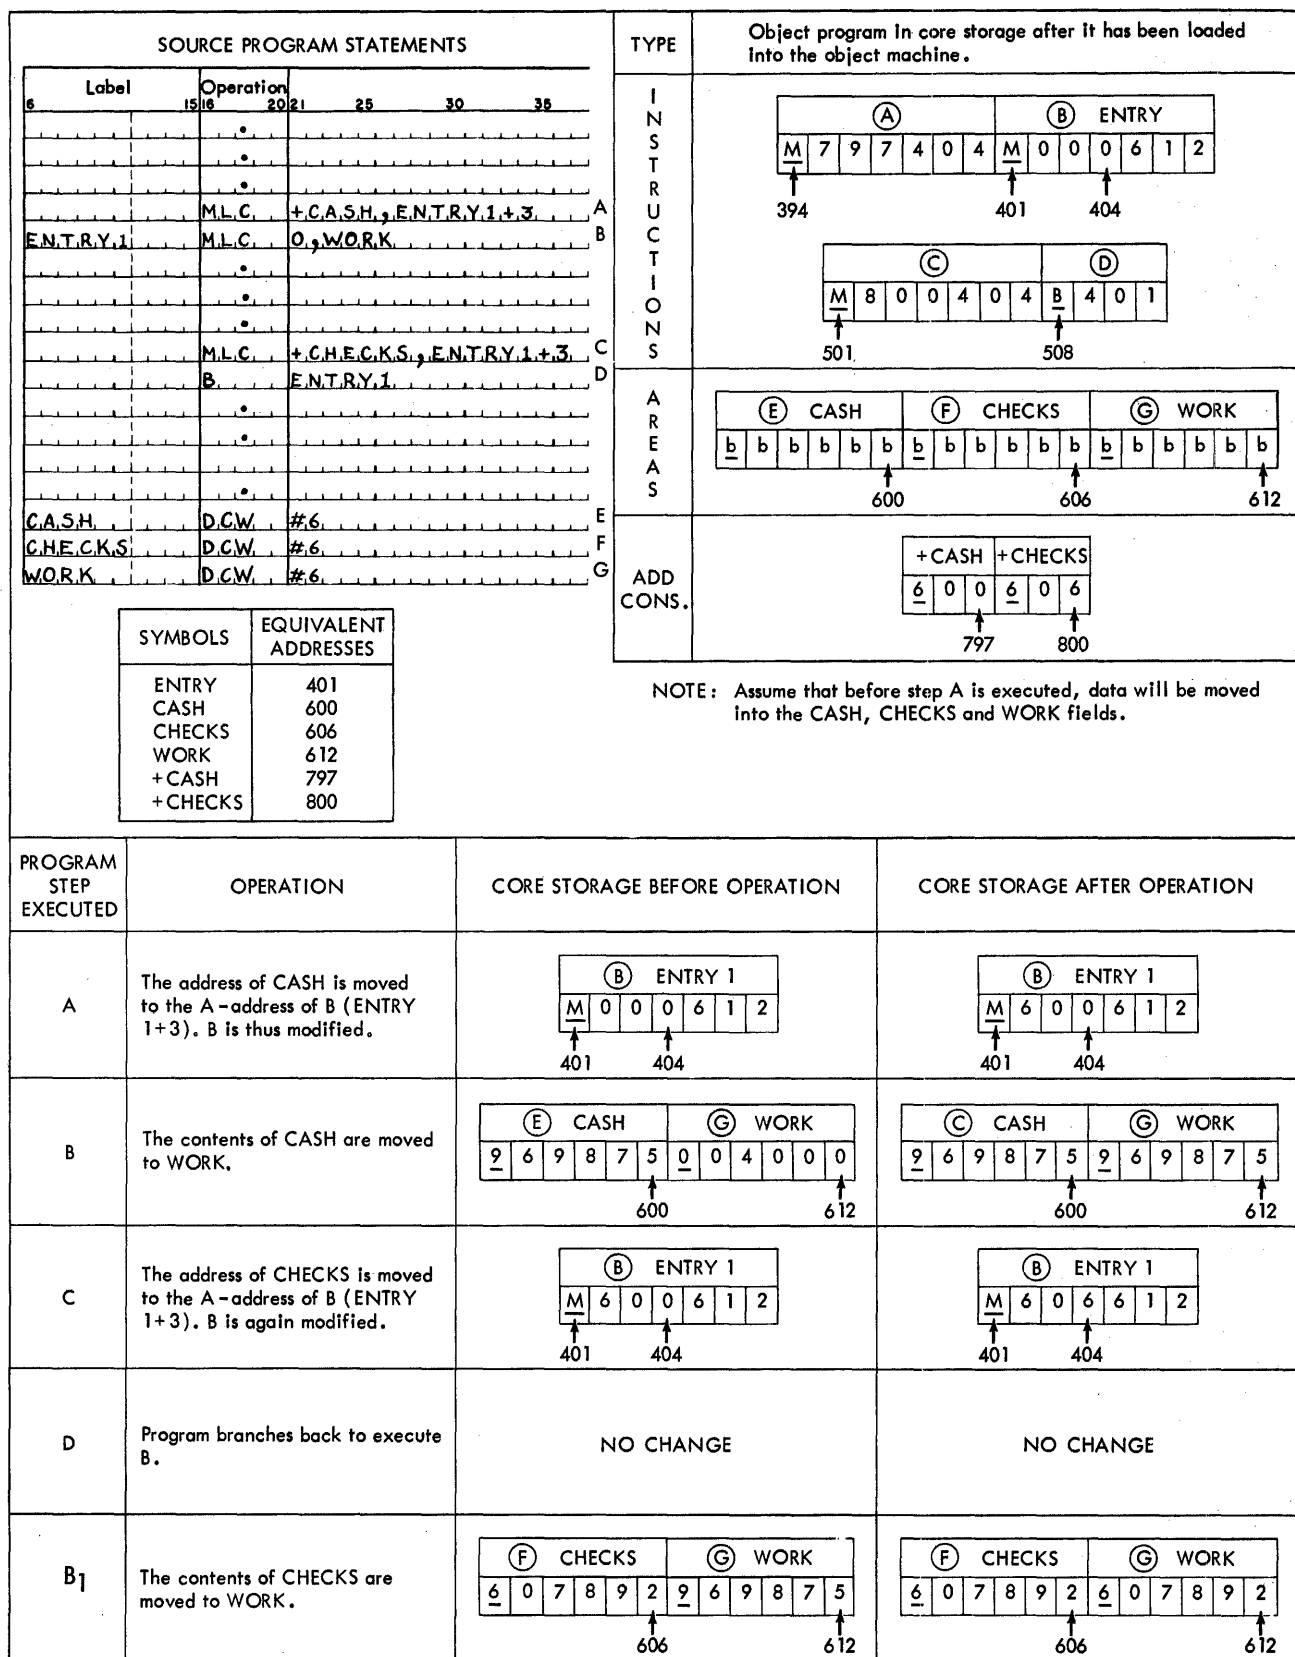 SOURCE PROGRAM STATEMENTS
Label Operation
6 15 16 20 21 25 30 35
MLC +CASH,ENTRY1+3 A
ENTRY1 MLC 0,WORK B
MLC +CHECKS,ENTRY1+3 C
B ENTRY1 D
CASH DCW #6 E
CHECKS DCW #6 F
WORK DCW #6 G
SYMBOLS EQUIVALENT ADDRESSES
ENTRY 401
CASH 600
CHECKS 606
WORK 612
+CASH 797
+CHECKS 800
TYPE Object program in core storage after it has been loaded
into the object machine.
INSTRUCTIONS
A B ENTRY
M 7 9 7 4 0 4 M 0 0 0 6 1 2
394 401 404
C D
M 8 0 0 4 0 4 B 4 0 1
501 508
AREAS
E CASH F CHECKS G WORK
b b b b b b b b b b b b b b b b b b
600 606 612
ADD
CONS.
+CASH +CHECKS
6 0 0 6 0 6
797 800
NOTE: Assume that before step A is executed, data will be moved
into the CASH, CHECKS and WORK fields.
PROGRAM
STEP
EXECUTED
OPERATION
CORE STORAGE BEFORE OPERATION
CORE STORAGE AFTER OPERATION
A
The address of CASH is moved
to the A-address of B (ENTRY
1+3). B is thus modified.
B ENTRY 1
M 0 0 0 6 1 2
401 404
B ENTRY 1
M 6 0 0 6 1 2
401 404
B
The contents of CASH are moved
to WORK.
E CASH G WORK
9 6 9 8 7 5 0 0 4 0 0 0
600 612
C CASH G WORK
9 6 9 8 7 5 9 6 9 8 7 5
600 612
C
The address of CHECKS is moved
to the A-address of B (ENTRY
1+3). B is again modified.
B ENTRY 1
M 6 0 0 6 1 2
401 404
B ENTRY 1
M 6 0 6 6 1 2
401 404
D
Program branches back to execute
B.
NO CHANGE
NO CHANGE
B1
The contents of CHECKS are
moved to WORK.
F CHECKS G WORK
6 0 7 8 9 2 9 6 9 8 7 5
606 612
F CHECKS G WORK
6 0 7 8 9 2 6 0 7 8 9 2
606 612